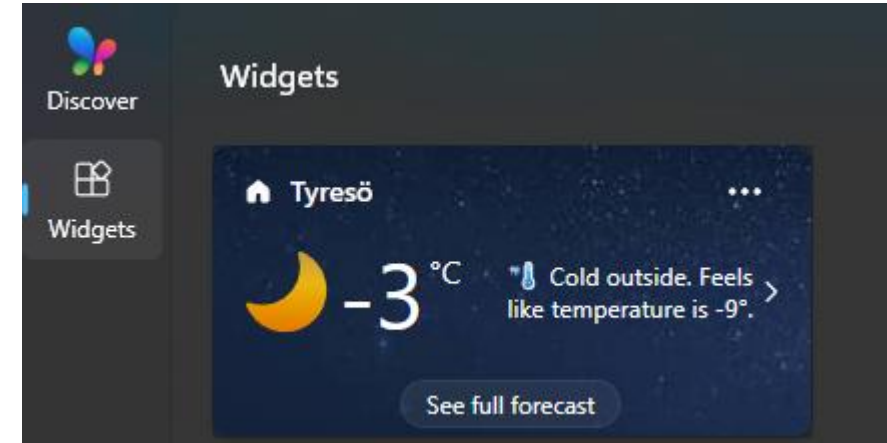 Discover
Widgets
Widgets
Tyresö
-3 °C
Cold outside. Feels
like temperature is -9°.
See full forecast